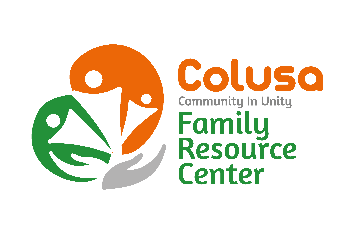 Colusa
Community In Unity
Family
Resource
Center